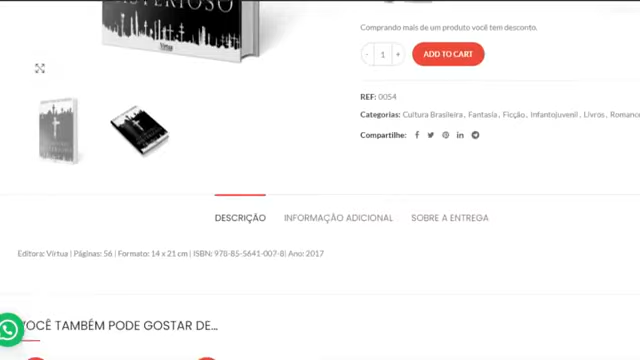 Virtua
Comprando mais de um produto você tem desconto.
- 1 + ADD TO CART
REF: 0054
Categorias: Cultura Brasileira, Fantasia, Ficção, Infantojuvenil, Livros, Romance
Compartilhe:
DESCRIÇÃO INFORMAÇÃO ADICIONAL SOBRE A ENTREGA
Editora: Virtua | Páginas: 56 | Formato: 14 x 21 cm | ISBN: 978-85-5641-007-8| Ano: 2017
VOCÊ TAMBÉM PODE GOSTAR DE...